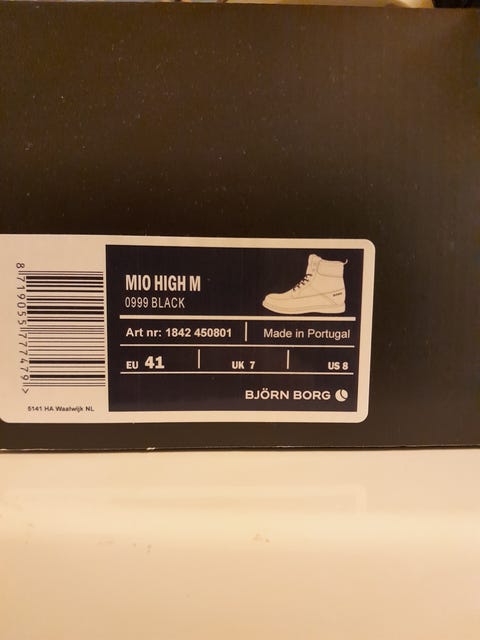 MIO HIGH M
0999 BLACK
Art nr: 1842 450801 Made in Portugal
EU 41 UK 7 US 8
BJÖRN BORG
8719055777479>
5141 HA Waalwijk NL